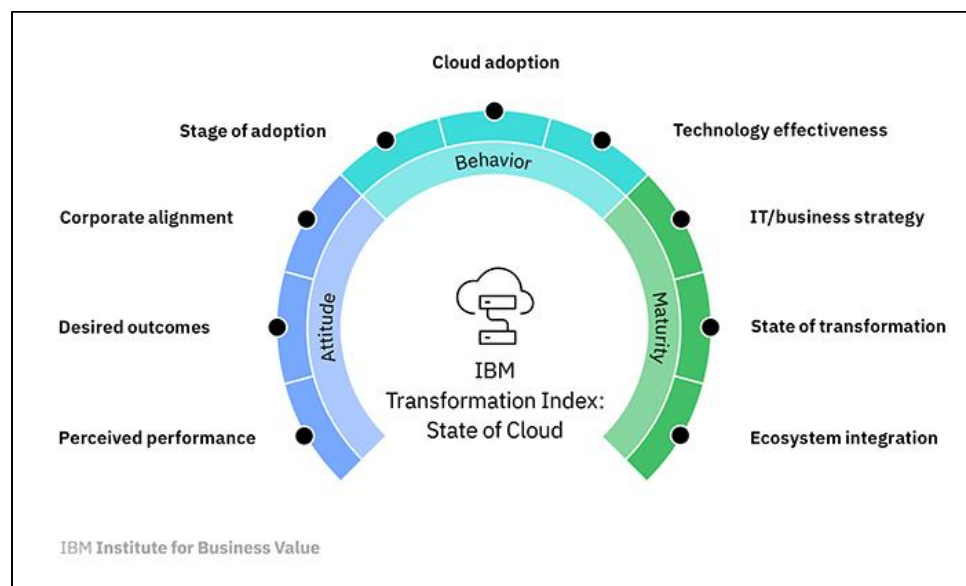 Cloud adoption
Stage of adoption
Technology effectiveness
Behavior
Corporate alignment
IT/business strategy
Attitude
Maturity
Desired outcomes
State of transformation
IBM
Transformation Index:
State of Cloud
Perceived performance
Ecosystem integration
IBM Institute for Business Value